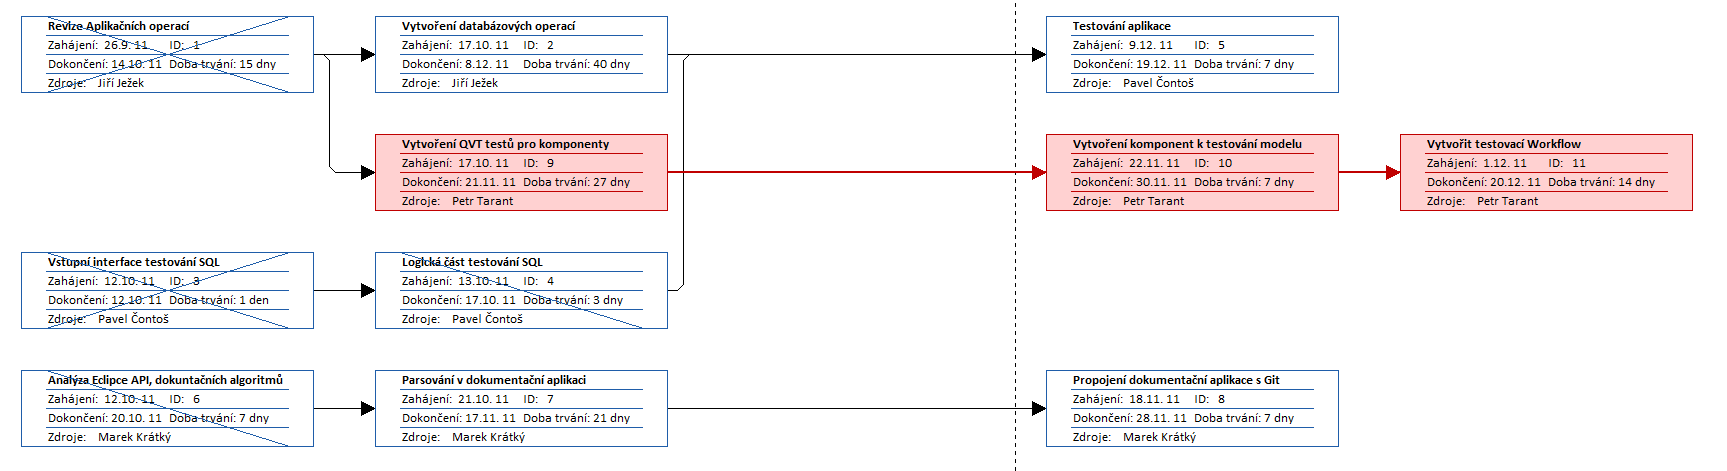 Revize Aplikačních operací
Zahájení: 26.9. 11 ID: 1
Dokončení: 14.10. 11 Doba trvání: 15 dny
Zdroje: Jiří Ježek
Vytvoření databázových operací
Zahájení: 17.10. 11 ID: 2
Dokončení: 8.12. 11 Doba trvání: 40 dny
Zdroje: Jiří Ježek
Testování aplikace
Zahájení: 9.12. 11 ID: 5
Dokončení: 19.12. 11 Doba trvání: 7 dny
Zdroje: Pavel Čontoš
Vytvoření QVT testů pro komponenty
Zahájení: 17.10. 11 ID: 9
Dokončení: 21.11. 11 Doba trvání: 27 dny
Zdroje: Petr Tarant
Vytvoření komponent k testování modelu
Zahájení: 22.11. 11 ID: 10
Dokončení: 30.11. 11 Doba trvání: 7 dny
Zdroje: Petr Tarant
Vytvořit testovací Workflow
Zahájení: 1.12. 11 ID: 11
Dokončení: 20.12. 11 Doba trvání: 14 dny
Zdroje: Petr Tarant
Vstupní interface testování SQL
Zahájení: 12.10. 11 ID: 3
Dokončení: 12.10. 11 Doba trvání: 1 den
Zdroje: Pavel Čontoš
Logická část testování SQL
Zahájení: 13.10. 11 ID: 4
Dokončení: 17.10. 11 Doba trvání: 3 dny
Zdroje: Pavel Čontoš
Analýza Eclipce API, dokuntačních algoritmů
Zahájení: 12.10. 11 ID: 6
Dokončení: 20.10. 11 Doba trvání: 7 dny
Zdroje: Marek Krátký
Parsování v dokumentační aplikaci
Zahájení: 21.10. 11 ID: 7
Dokončení: 17.11. 11 Doba trvání: 21 dny
Zdroje: Marek Krátký
Propojení dokumentační aplikace s Git
Zahájení: 18.11. 11 ID: 8
Dokončení: 28.11. 11 Doba trvání: 7 dny
Zdroje: Marek Krátký